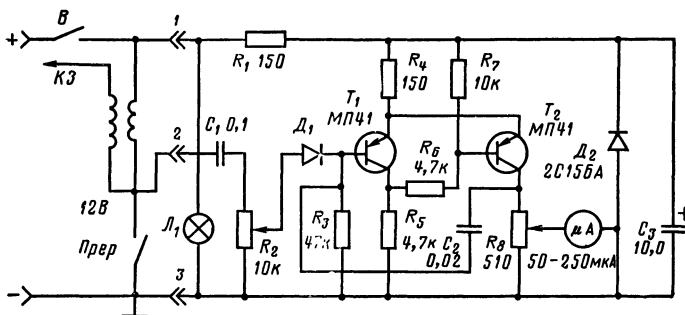 + В 1
R1 150
КЗ
R4 150
R7 10к
T1 МП41
T2 МП41
2 C1 0,1
Д1
R6 4,7к
Д2 2С156А
12В
Л1
R2 10к
R3 47к
R5 4,7к
C2 0,02
R8 510
μА
50-250мкА
+
C3 10,0
Прер
3
-